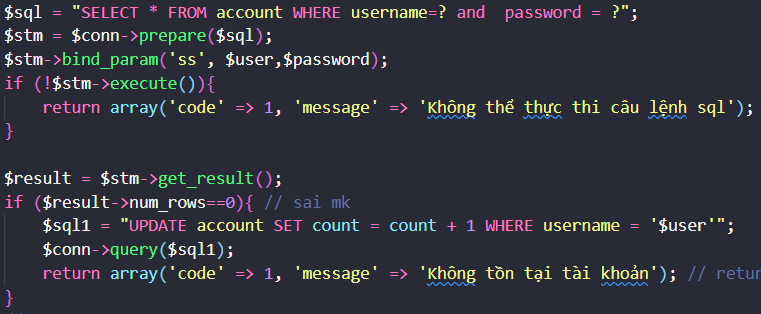 $sql = "SELECT * FROM account WHERE username=? and  password = ?";
$stm = $conn->prepare($sql);
$stm->bind_param('ss', $user,$password);
if (!$stm->execute()){
    return array('code' => 1, 'message' => 'Không thể thực thi câu lệnh sql');
}
$result = $stm->get_result();
if ($result->num_rows==0){ // sai mk
    $sql1 = "UPDATE account SET count = count + 1 WHERE username = '$user'";
    $conn->query($sql1);
    return array('code' => 1, 'message' => 'Không tồn tại tài khoản'); // retur
}